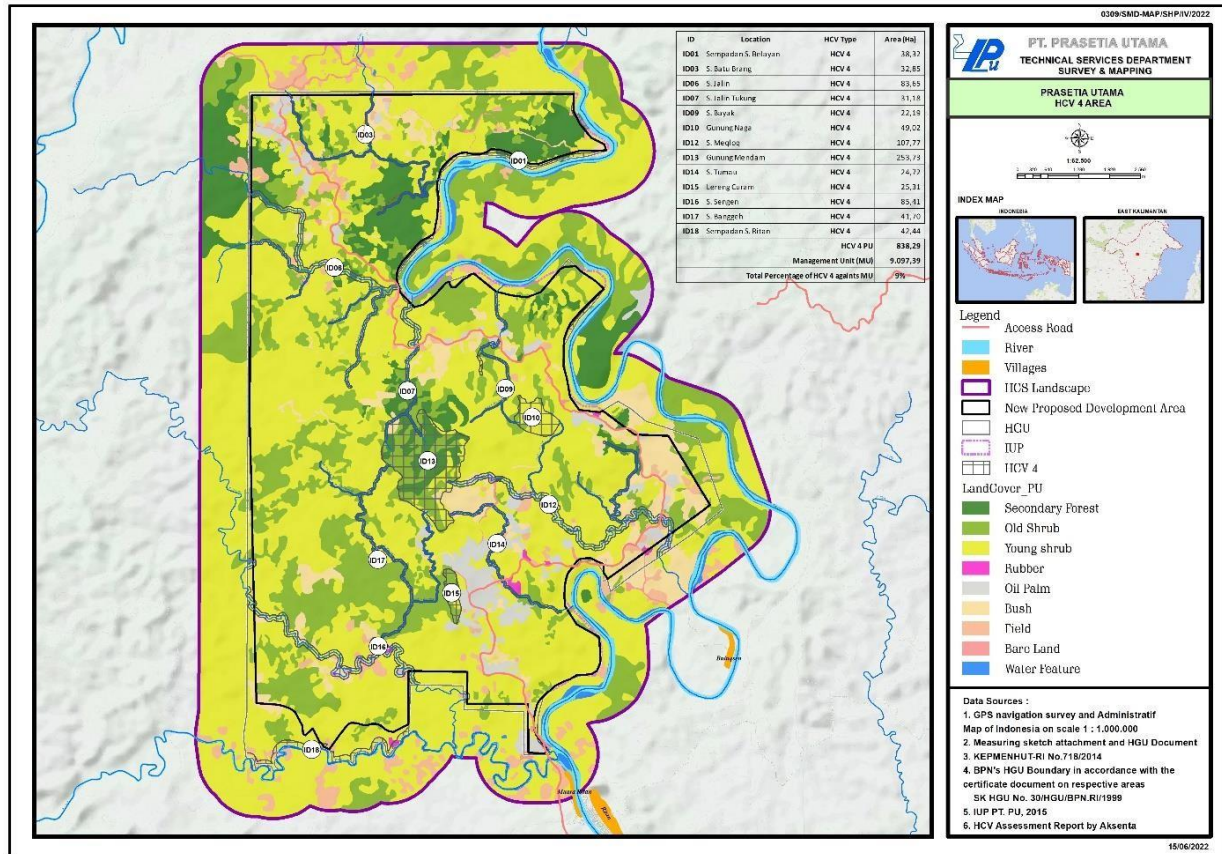 0309/SMD-MAP/SHP/IV/2022
ID Location HCV Type Area (Ha)
ID01 Sempadan S. Belayan HCV 4 38,32
ID03 S. Batu Brang HCV 4 32,85
ID06 S. Jalin HCV 4 83,65
ID07 S. Jalin Tukung HCV 4 31,18
ID09 S. Buyak HCV 4 22,19
ID10 Gunung Naga HCV 4 49,02
ID12 S. Meqloq HCV 4 107,77
ID13 Gunung Mendam HCV 4 253,73
ID14 S. Tumau HCV 4 24,72
ID15 Lereng Curam HCV 4 25,31
ID16 S. Sengen HCV 4 85,41
ID17 S. Banggeh HCV 4 41,70
ID18 Sempadan S. Ritan HCV 4 42,44
HCV 4 PU 838,29
Management Unit (MU) 9.097,39
Total Percentage of HCV 4 againts MU 9%
ID03
ID01
ID06
ID07
ID09
ID10
ID13
ID12
ID14
ID17
ID15
ID16
ID18
LPu
PT. PRASETIA UTAMA
TECHNICAL SERVICES DEPARTMENT
SURVEY & MAPPING
PRASETIA UTAMA
HCV 4 AREA
1:62.500
INDEX MAP
INDONESIA
EAST KALIMANTAN
Legend
Access Road
River
Villages
HCS Landscape
New Proposed Development Area
HGU
IUP
HCV 4
LandCover_PU
Secondary Forest
Old Shrub
Young shrub
Rubber
Oil Palm
Bush
Field
Bare Land
Water Feature
Data Sources :
1. GPS navigation survey and Administratif
Map of Indonesia on scale 1 : 1.000.000
2. Measuring sketch attachment and HGU Document
3. KEPMENHUT-RI No.718/2014
4. BPN's HGU Boundary in accordance with the
certificate document on respective areas
SK HGU No. 30/HGU/BPN.RI/1999
5. IUP PT. PU, 2015
6. HCV Assessment Report by Aksenta
15/06/2022